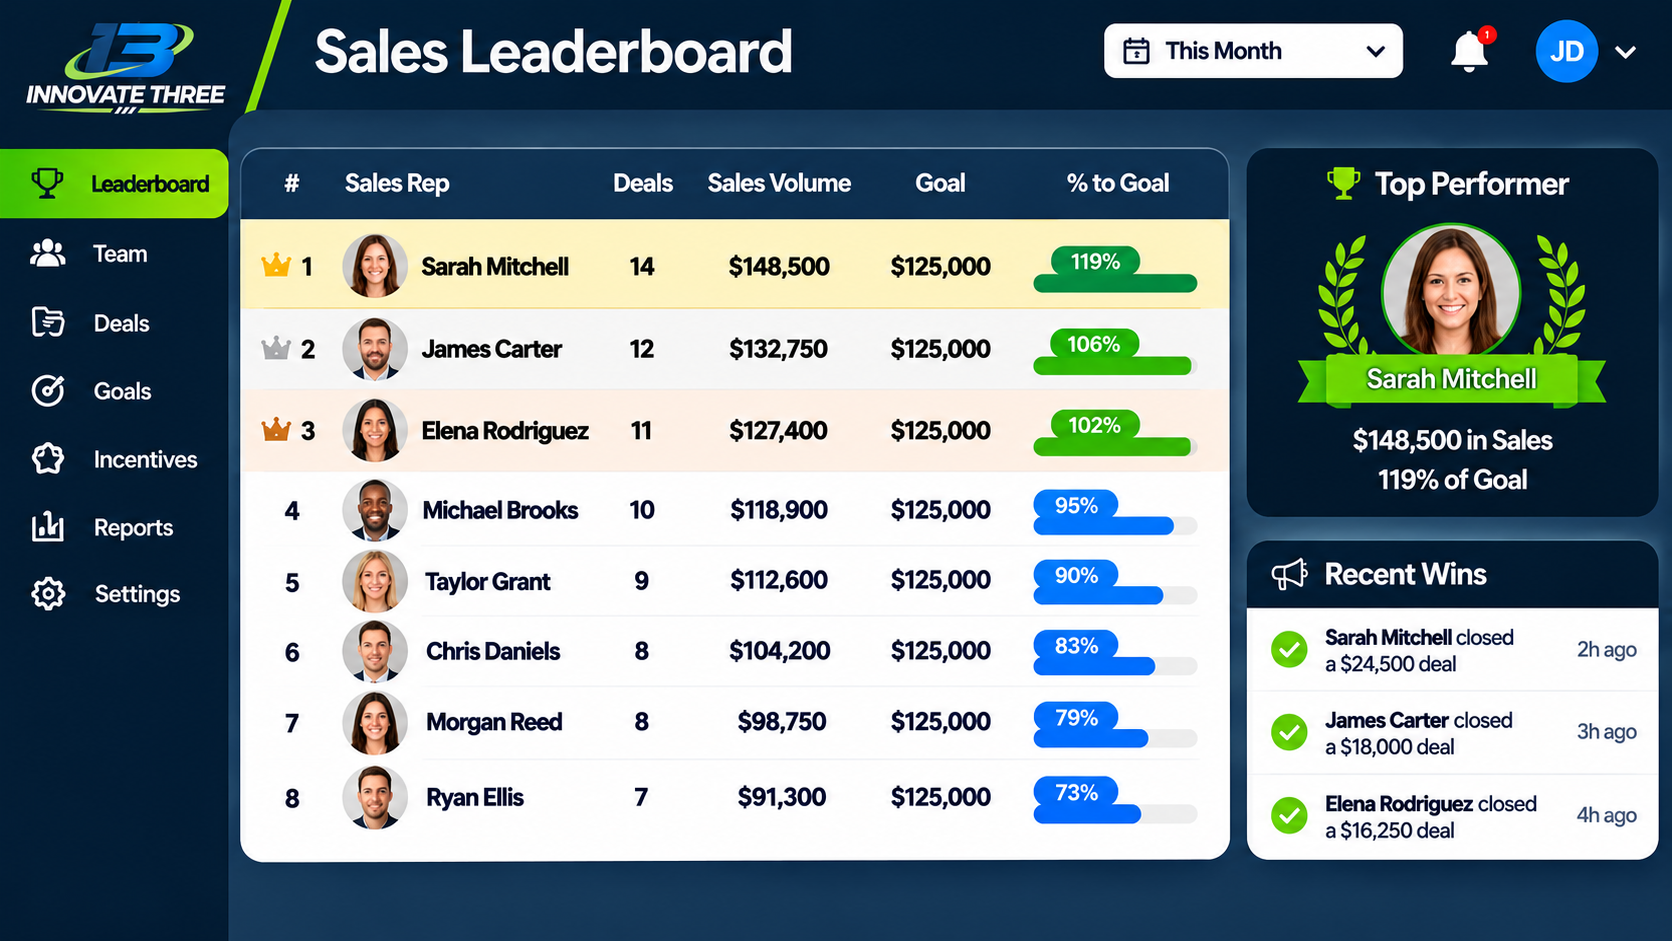 13
INNOVATE THREE
Sales Leaderboard
This Month
1
JD
Leaderboard
Team
Deals
Goals
Incentives
Reports
Settings
# Sales Rep Deals Sales Volume Goal % to Goal
1 Sarah Mitchell 14 $148,500 $125,000 119%
2 James Carter 12 $132,750 $125,000 106%
3 Elena Rodriguez 11 $127,400 $125,000 102%
4 Michael Brooks 10 $118,900 $125,000 95%
5 Taylor Grant 9 $112,600 $125,000 90%
6 Chris Daniels 8 $104,200 $125,000 83%
7 Morgan Reed 8 $98,750 $125,000 79%
8 Ryan Ellis 7 $91,300 $125,000 73%
Top Performer
Sarah Mitchell
$148,500 in Sales
119% of Goal
Recent Wins
Sarah Mitchell closed
a $24,500 deal
2h ago
James Carter closed
a $18,000 deal
3h ago
Elena Rodriguez closed
a $16,250 deal
4h ago